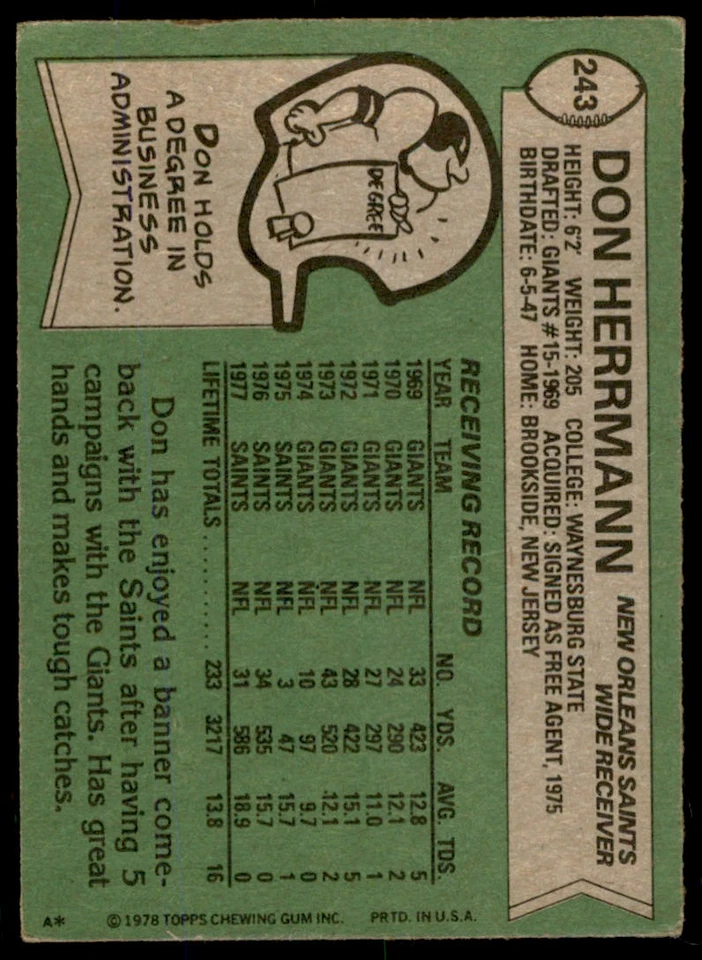 243
DON HERRMANN
NEW ORLEANS SAINTS
WIDE RECEIVER
HEIGHT: 6'2' WEIGHT: 205 COLLEGE: WAYNESBURG STATE
DRAFTED: GIANTS #15-1969 ACQUIRED: SIGNED AS FREE AGENT, 1975
BIRTHDATE: 6-5-47 HOME: BROOKSIDE, NEW JERSEY
DEGREE
DON HOLDS
A DEGREE IN
BUSINESS
ADMINISTRATION.
RECEIVING RECORD
YEAR TEAM NO. YDS. AVG. TDS.
1969 GIANTS NFL 33 423 12.8 5
1970 GIANTS NFL 24 290 12.1 2
1971 GIANTS NFL 27 297 11.0 1
1972 GIANTS NFL 28 422 15.1 5
1973 GIANTS NFL 43 520 12.1 2
1974 GIANTS NFL 10 97 9.7 0
1975 SAINTS NFL 3 47 15.7 1
1976 SAINTS NFL 34 535 15.7 0
1977 SAINTS NFL 31 586 18.9 0
LIFETIME TOTALS .......... 233 3217 13.8 16
Don has enjoyed a banner come-
back with the Saints after having 5
campaigns with the Giants. Has great
hands and makes tough catches.
A* © 1978 TOPPS CHEWING GUM INC. PRTD. IN U.S.A.